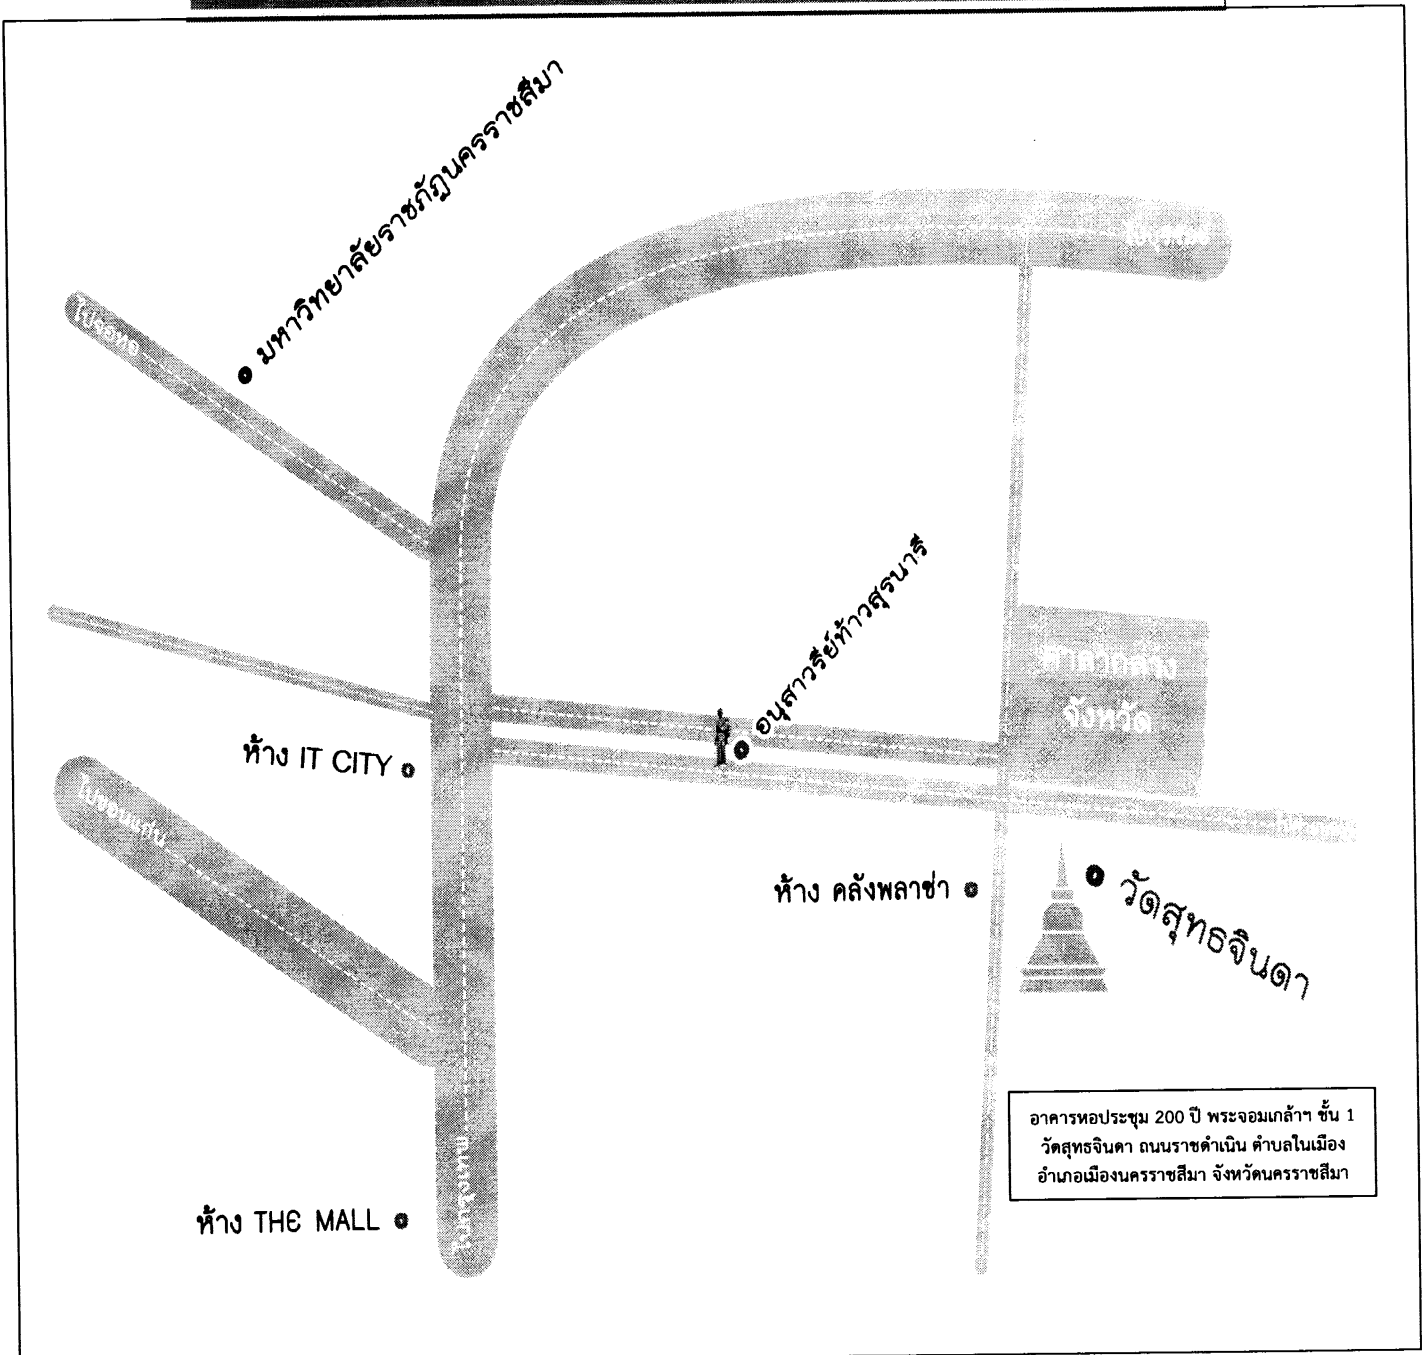 มหาวิทยาลัยราชภัฏนครราชสีมา
ไปจอหอ
อนุสาวรีย์ท้าวสุรนารี
ศาลากลาง
จังหวัด
ห้าง IT CITY
ไปขอนแก่น
ห้าง คลังพลาซ่า
วัดสุทธจินดา
อาคารหอประชุม 200 ปี พระจอมเกล้าฯ ชั้น 1
วัดสุทธจินดา ถนนราชดำเนิน ตำบลในเมือง
อำเภอเมืองนครราชสีมา จังหวัดนครราชสีมา
ไปกรุงเทพ
ห้าง THE MALL